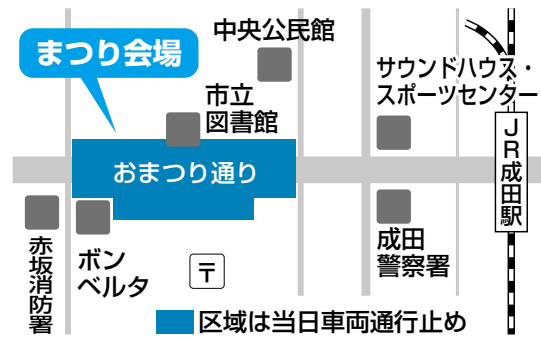 中央公民館
まつり会場
サウンドハウス・
スポーツセンター
市立
図書館
おまつり通り
JR成田駅
赤坂消防署
ボン
ベルタ
〒
成田
警察署
区域は当日車両通行止め